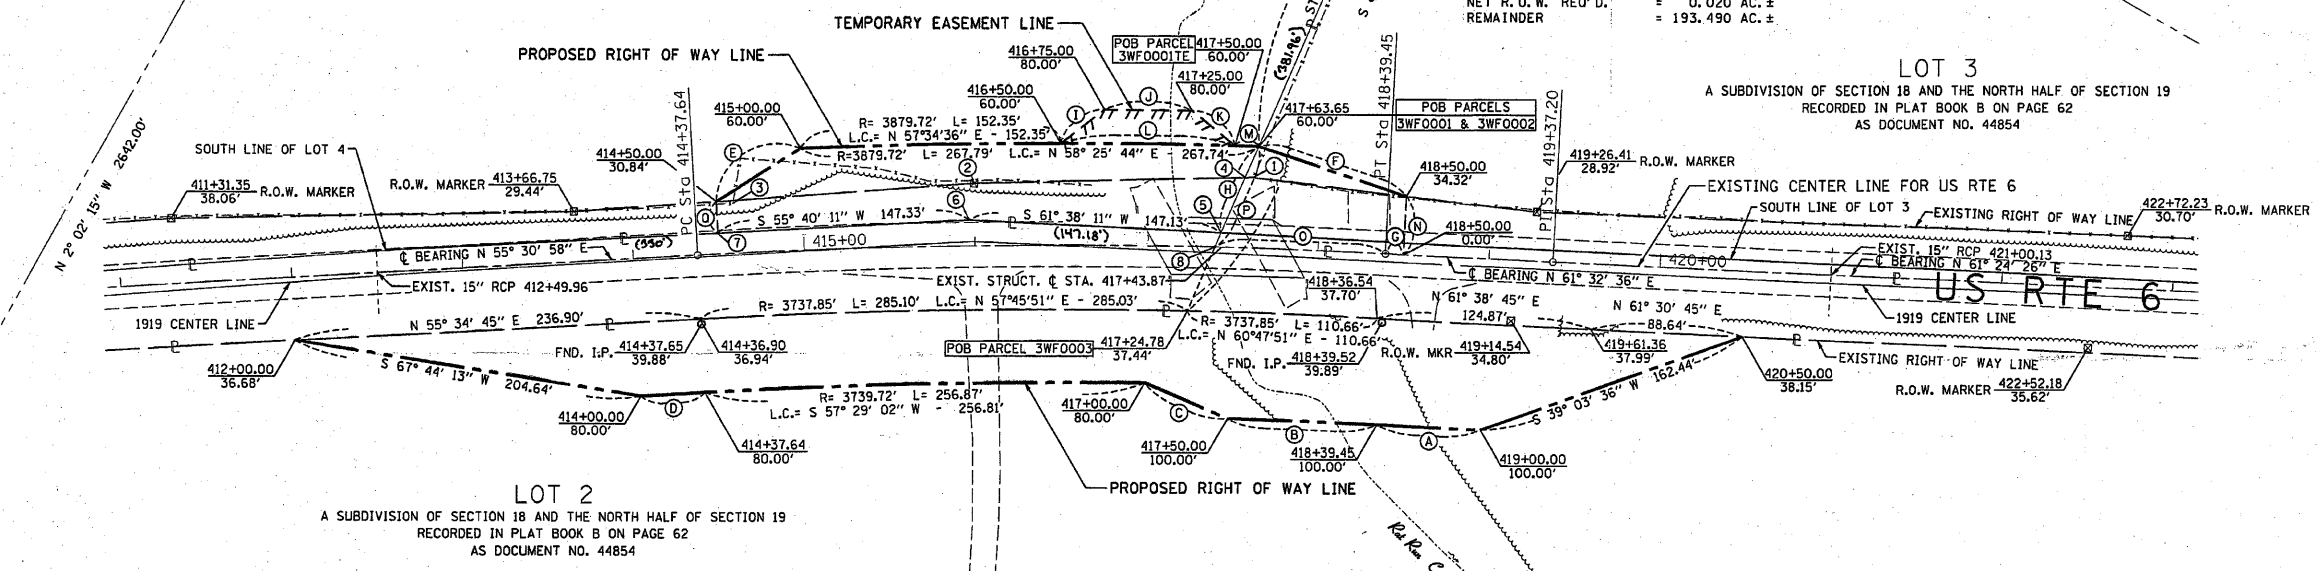 NET R.O.W. REQ'D. = 0.020 AC.±
REMAINDER = 193.490 AC.±
TEMPORARY EASEMENT LINE
PROPOSED RIGHT OF WAY LINE
416+75.00
80.00'
POB PARCEL
3WF0001TE
417+50.00
60.00'
(381.96')
417+25.00
80.00'
PT Sta 418+39.45
LOT 3
A SUBDIVISION OF SECTION 18 AND THE NORTH HALF OF SECTION 19
RECORDED IN PLAT BOOK B ON PAGE 62
AS DOCUMENT NO. 44854
N 2° 02' 15" W 2642.00'
PC Sta 414+37.64
415+00.00
60.00'
416+50.00
60.00'
R= 3879.72' L= 152.35'
L.C.= N 57°34'36" E - 152.35'
I
J
K
L
M
417+63.65
60.00'
POB PARCELS
3WF0001 & 3WF0002
PI Sta 419+37.20
SOUTH LINE OF LOT 4
414+50.00
30.84'
E
R=3879.72' L= 267.79' L.C.= N 58° 25' 44" E - 267.74'
F
418+50.00
34.32'
419+26.41
28.92'
R.O.W. MARKER
411+31.35
38.06'
R.O.W. MARKER
R.O.W. MARKER
413+66.75
29.44'
3
2
4
1
H
P
5
6
EXISTING CENTER LINE FOR US RTE 6
SOUTH LINE OF LOT 3
EXISTING RIGHT OF WAY LINE
422+72.23
30.70'
R.O.W. MARKER
Q
7
S 55° 40' 11" W 147.33'
S 61° 38' 11" W 147.13'
(147.18')
(330')
415+00
O
G
N
418+50.00
0.00'
℄ BEARING N 55° 30' 58" E
8
℄ BEARING N 61° 32' 36" E
420+00
EXIST. 15" RCP 421+00.13
℄ BEARING N 61° 24' 26" E
US RTE 6
EXIST. 15" RCP 412+49.96
EXIST. STRUCT. ℄ STA. 417+43.87
418+36.54
37.70'
1919 CENTER LINE
N 55° 34' 45" E 236.90'
R= 3737.85' L= 285.10' L.C.= N 57°45'51" E - 285.03'
R= 3737.85' L= 110.66'
L.C.= N 60°47'51" E - 110.66'
N 61° 38' 45" E
124.87'
N 61° 30' 45" E
88.64'
1919 CENTER LINE
FND. I.P.
414+37.65
39.88'
414+36.90
36.94'
POB PARCEL 3WF0003
417+24.78
37.44'
FND. I.P.
418+39.52
39.89'
R.O.W. MKR
419+14.54
34.80'
419+61.36
37.99'
EXISTING RIGHT OF WAY LINE
412+00.00
36.68'
S 67° 44' 13" W 204.64'
420+50.00
38.15'
R.O.W. MARKER
422+52.18
35.62'
414+00.00
80.00'
D
R= 3739.72' L= 256.87'
L.C.= S 57° 29' 02" W - 256.81'
417+00.00
80.00'
C
S 39° 03' 36" W 162.44'
414+37.64
80.00'
417+50.00
100.00'
B
418+39.45
100.00'
A
419+00.00
100.00'
PROPOSED RIGHT OF WAY LINE
LOT 2
A SUBDIVISION OF SECTION 18 AND THE NORTH HALF OF SECTION 19
RECORDED IN PLAT BOOK B ON PAGE 62
AS DOCUMENT NO. 44854
Rat Run C